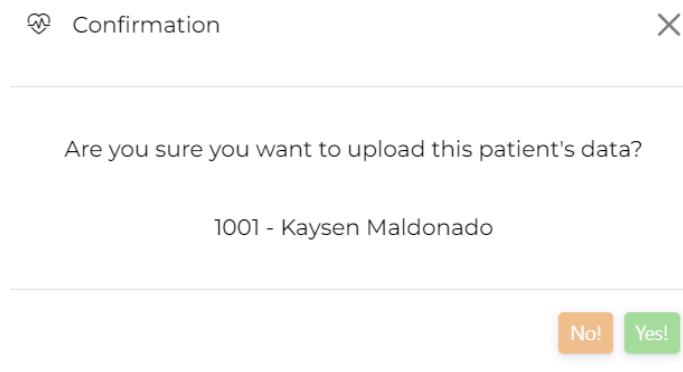 Confirmation
Are you sure you want to upload this patient's data?
1001 - Kaysen Maldonado
No! Yes!